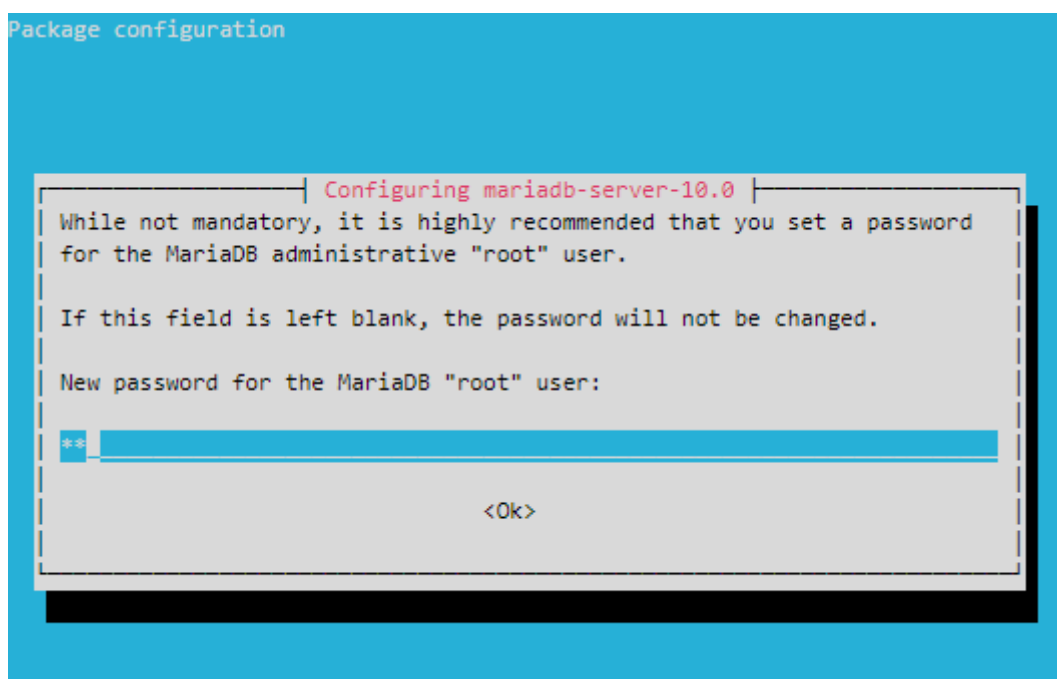 Package configuration
Configuring mariadb-server-10.0
While not mandatory, it is highly recommended that you set a password
for the MariaDB administrative "root" user.
If this field is left blank, the password will not be changed.
New password for the MariaDB "root" user:
**_
<Ok>